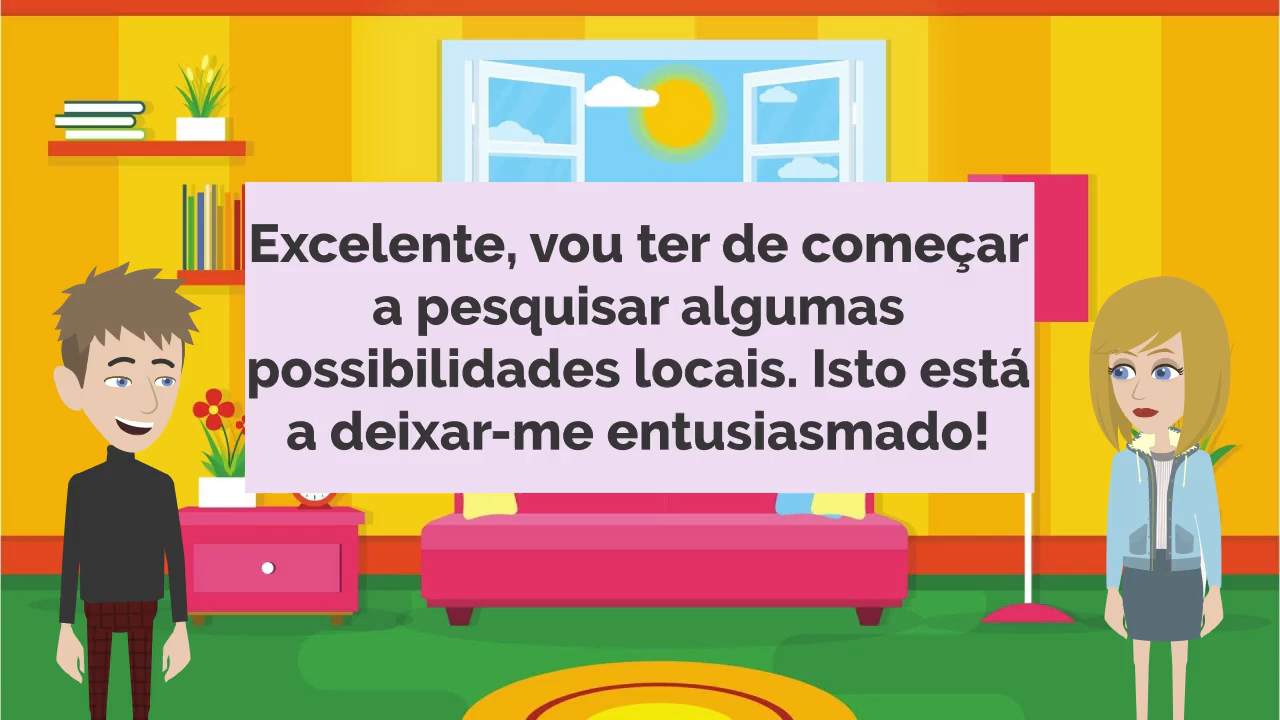 Excelente, vou ter de começar
a pesquisar algumas
possibilidades locais. Isto está
a deixar-me entusiasmado!